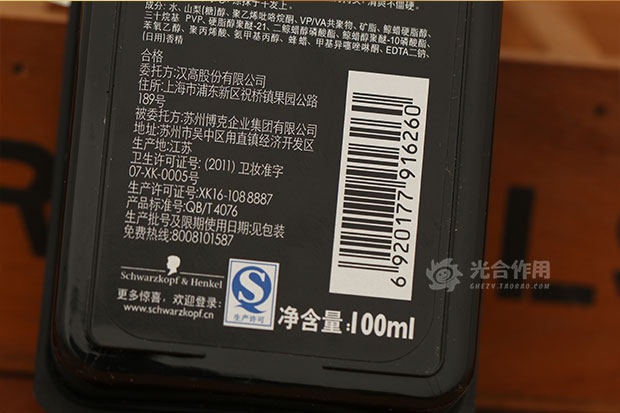 成分: 水、山梨(糖)醇、聚乙烯吡咯烷酮、VP/VA共聚物、矿脂、鲸蜡硬脂醇、
三十烷基 PVP、硬脂醇聚醚-21、二鲸蜡醇磷酸酯、鲸蜡醇聚醚-10磷酸酯、
苯氧乙醇、聚丙烯酸、氨甲基丙醇、蜂蜡、甲基异噻唑啉酮、EDTA二钠、
(日用)香精
合格
委托方:汉高股份有限公司
住所:上海市浦东新区祝桥镇果园公路
189号
被委托方:苏州博克企业集团有限公司
地址:苏州市吴中区甪直镇经济开发区
生产地:江苏
卫生许可证号: (2011) 卫妆准字
07-XK-0005号
生产许可证号:XK16-108 8887
产品标准号:QB/T 4076
生产批号及限期使用日期:见包装
免费热线:8008101587
Schwarzkopf & Henkel
更多惊喜，欢迎登录:
www.schwarzkopf.cn
生产许可
净含量:100ml
6 920177 916260
光合作用
GHEZY.TAOBAO.COM